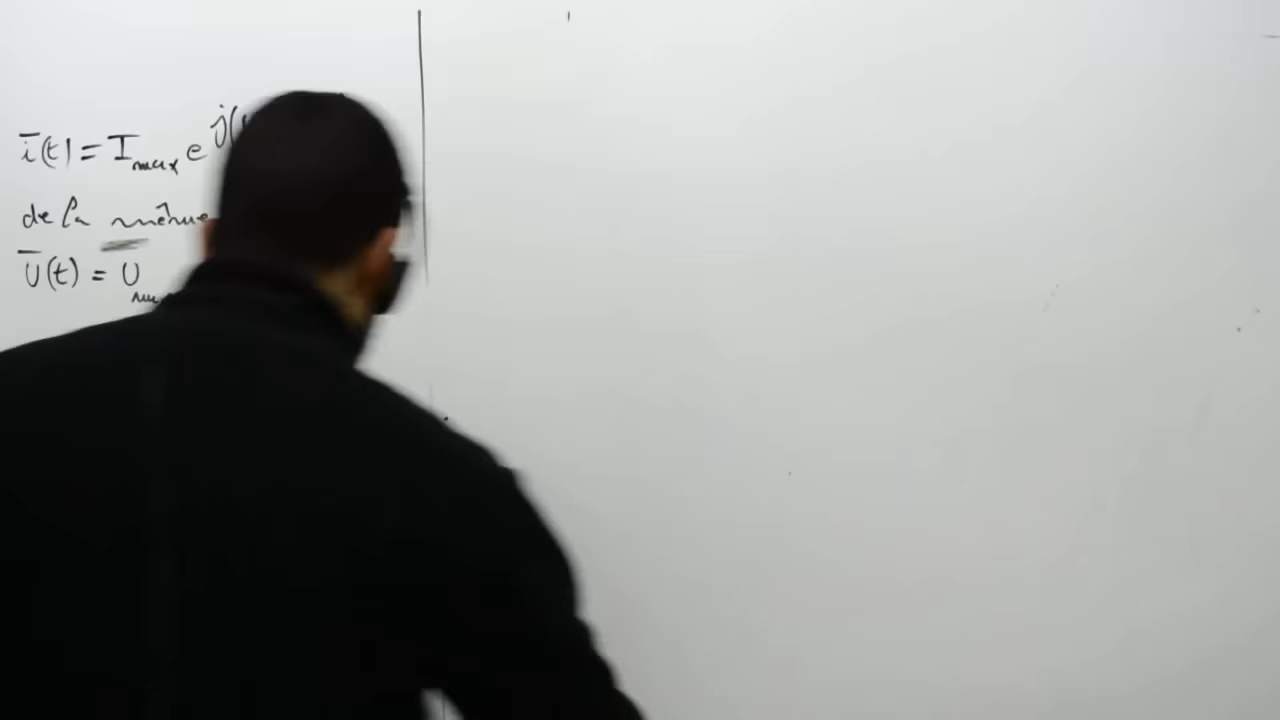 i̅(t) = I_max e^j(
de la même
U̅(t) = U